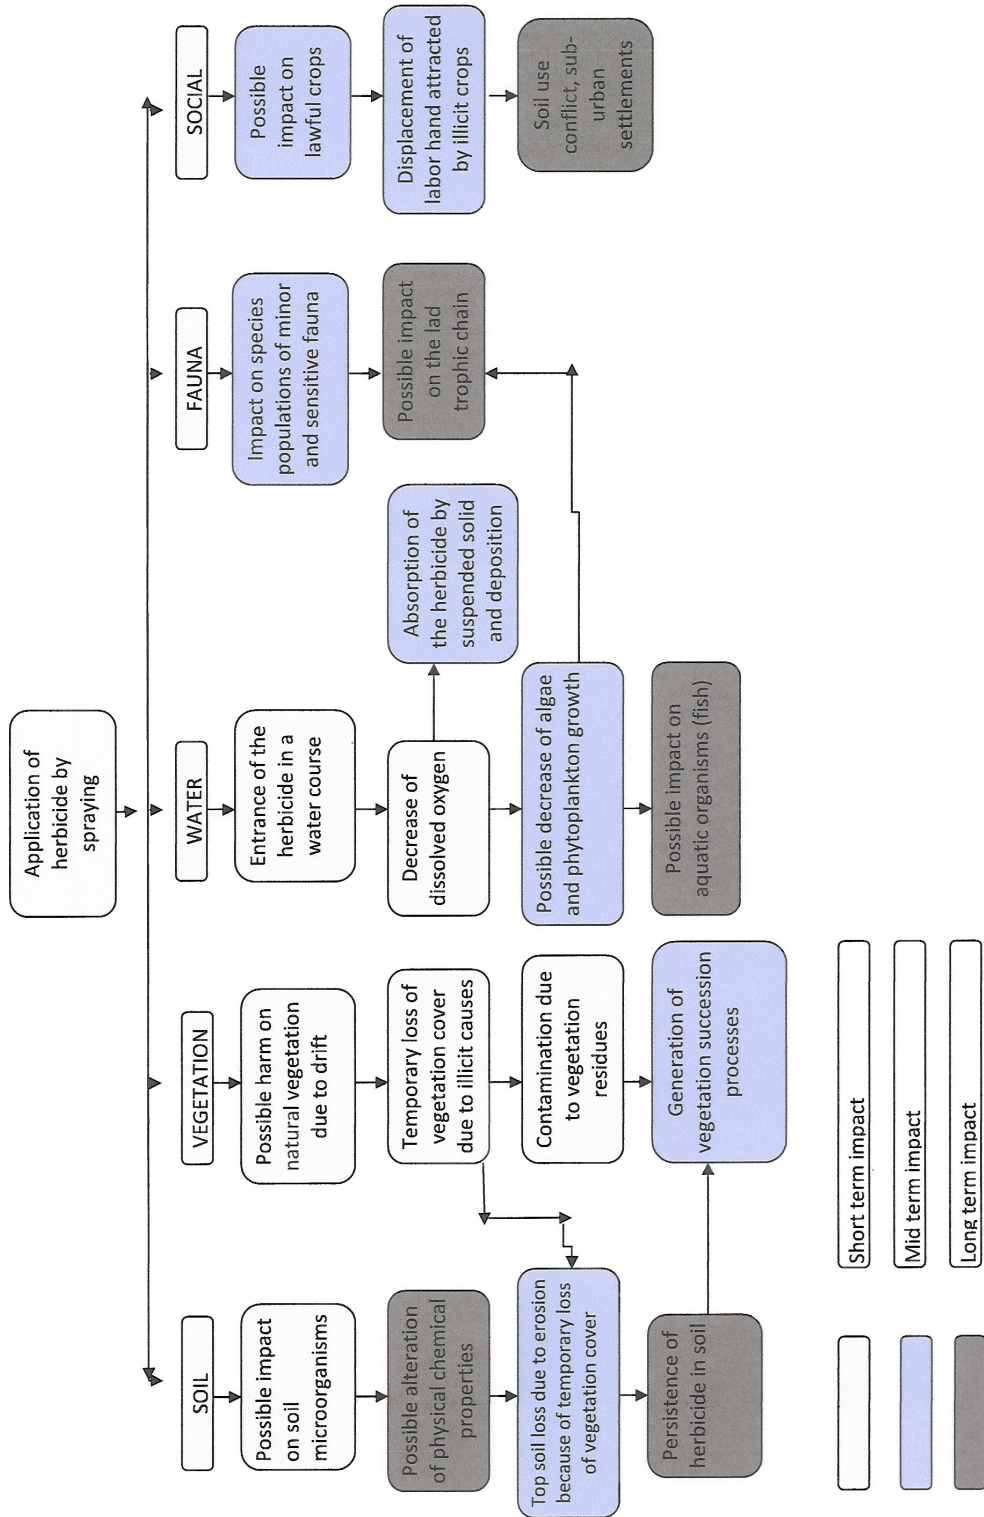 Application of
herbicide by
spraying
SOIL
Possible impact
on soil
microorganisms
Possible alteration
of physical chemical
properties
Top soil loss due to erosion
because of temporary loss
of vegetation cover
Persistence of
herbicide in soil
VEGETATION
Possible harm on
natural vegetation
due to drift
Temporary loss of
vegetation cover
due to illicit causes
Contamination due
to vegetation
residues
Generation of
vegetation succession
processes
WATER
Entrance of the
herbicide in a
water course
Decrease of
dissolved oxygen
Absorption of
the herbicide by
suspended solid
and deposition
Possible decrease of algae
and phytoplankton growth
Possible impact on
aquatic organisms (fish)
FAUNA
Impact on species
populations of minor
and sensitive fauna
Possible impact
on the lad
trophic chain
SOCIAL
Possible
impact on
lawful crops
Displacement of
labor hand attracted
by illicit crops
Soil use
conflict, sub-
urban
settlements
Short term impact
Mid term impact
Long term impact